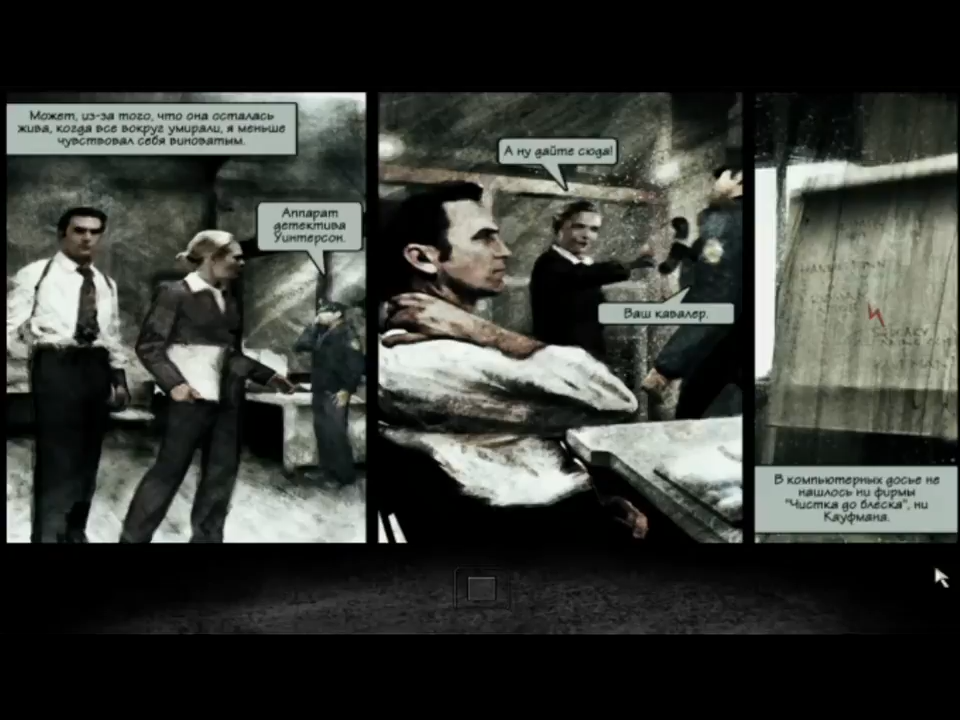 Может, из-за того, что она осталась
жива, когда все вокруг умирали, я меньше
чувствовал себя виноватым.
Аппарат
детектива
Уинтерсон.
А ну дайте сюда!
Ваш кавалер.
В компьютерных досье не
нашлось ни фирмы
"Чистка до блеска", ни
Кауфмана.